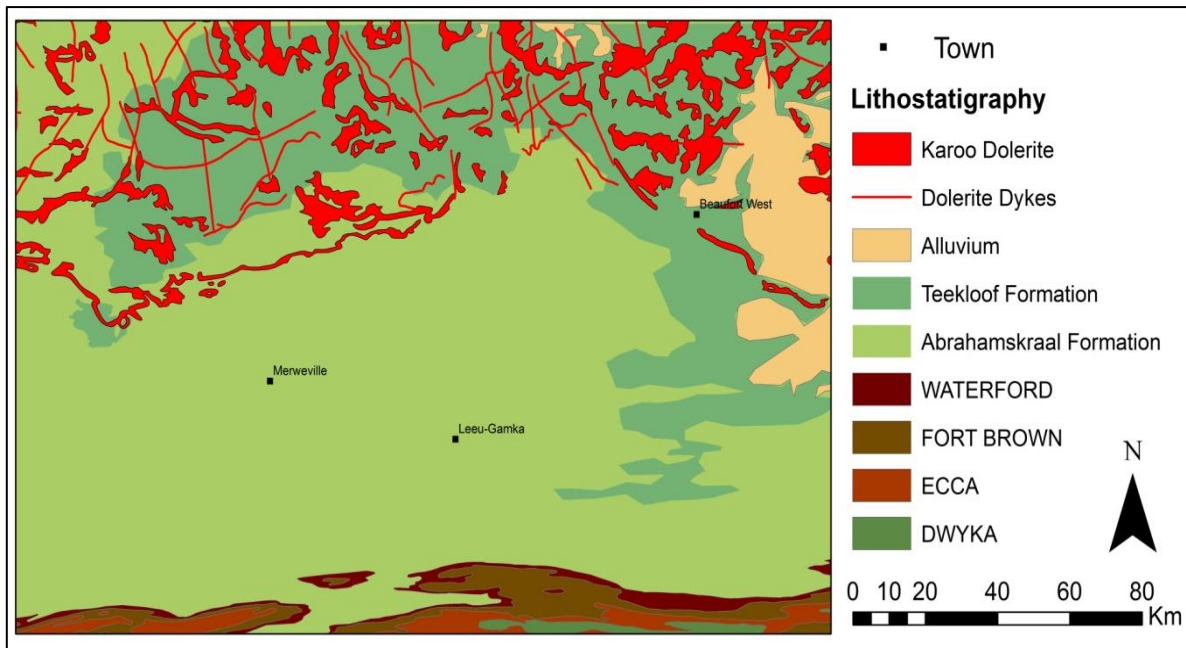 Beaufort West
Merweville
Leeu-Gamka
Town
Lithostatigraphy
Karoo Dolerite
Dolerite Dykes
Alluvium
Teekloof Formation
Abrahamskraal Formation
WATERFORD
FORT BROWN
ECCA
DWYKA
N
0 10 20 40 60 80
Km